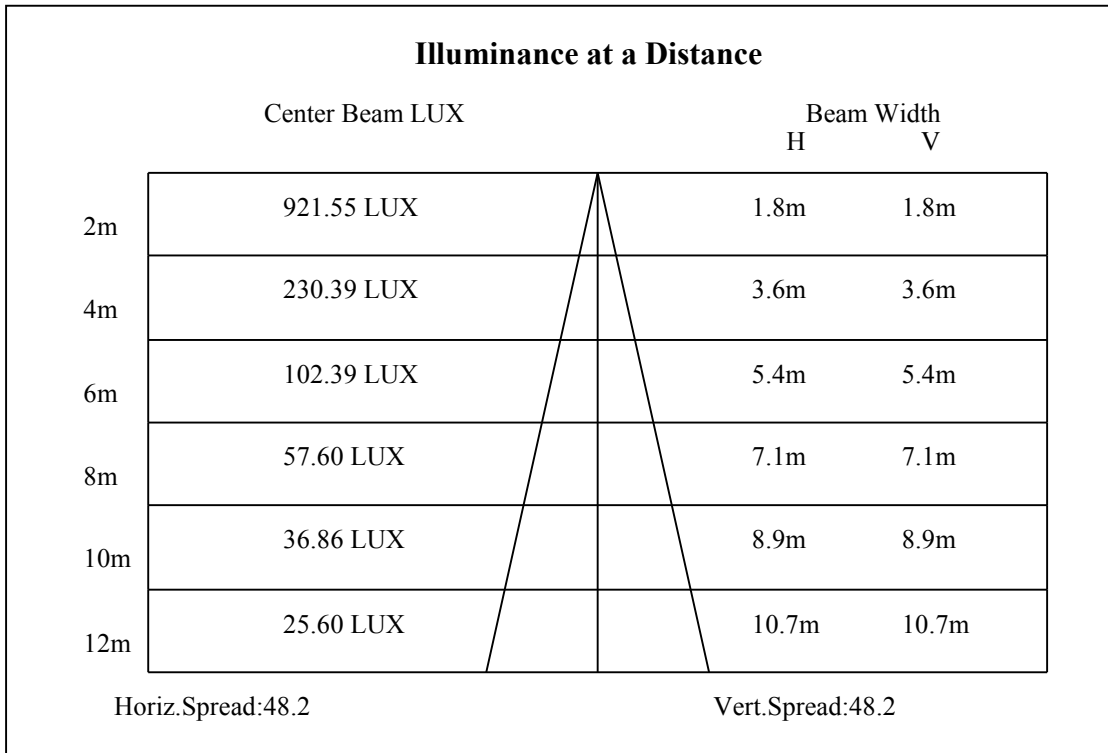 Illuminance at a Distance
Center Beam LUX Beam Width
H V
2m 921.55 LUX 1.8m 1.8m
4m 230.39 LUX 3.6m 3.6m
6m 102.39 LUX 5.4m 5.4m
8m 57.60 LUX 7.1m 7.1m
10m 36.86 LUX 8.9m 8.9m
12m 25.60 LUX 10.7m 10.7m
Horiz.Spread:48.2 Vert.Spread:48.2